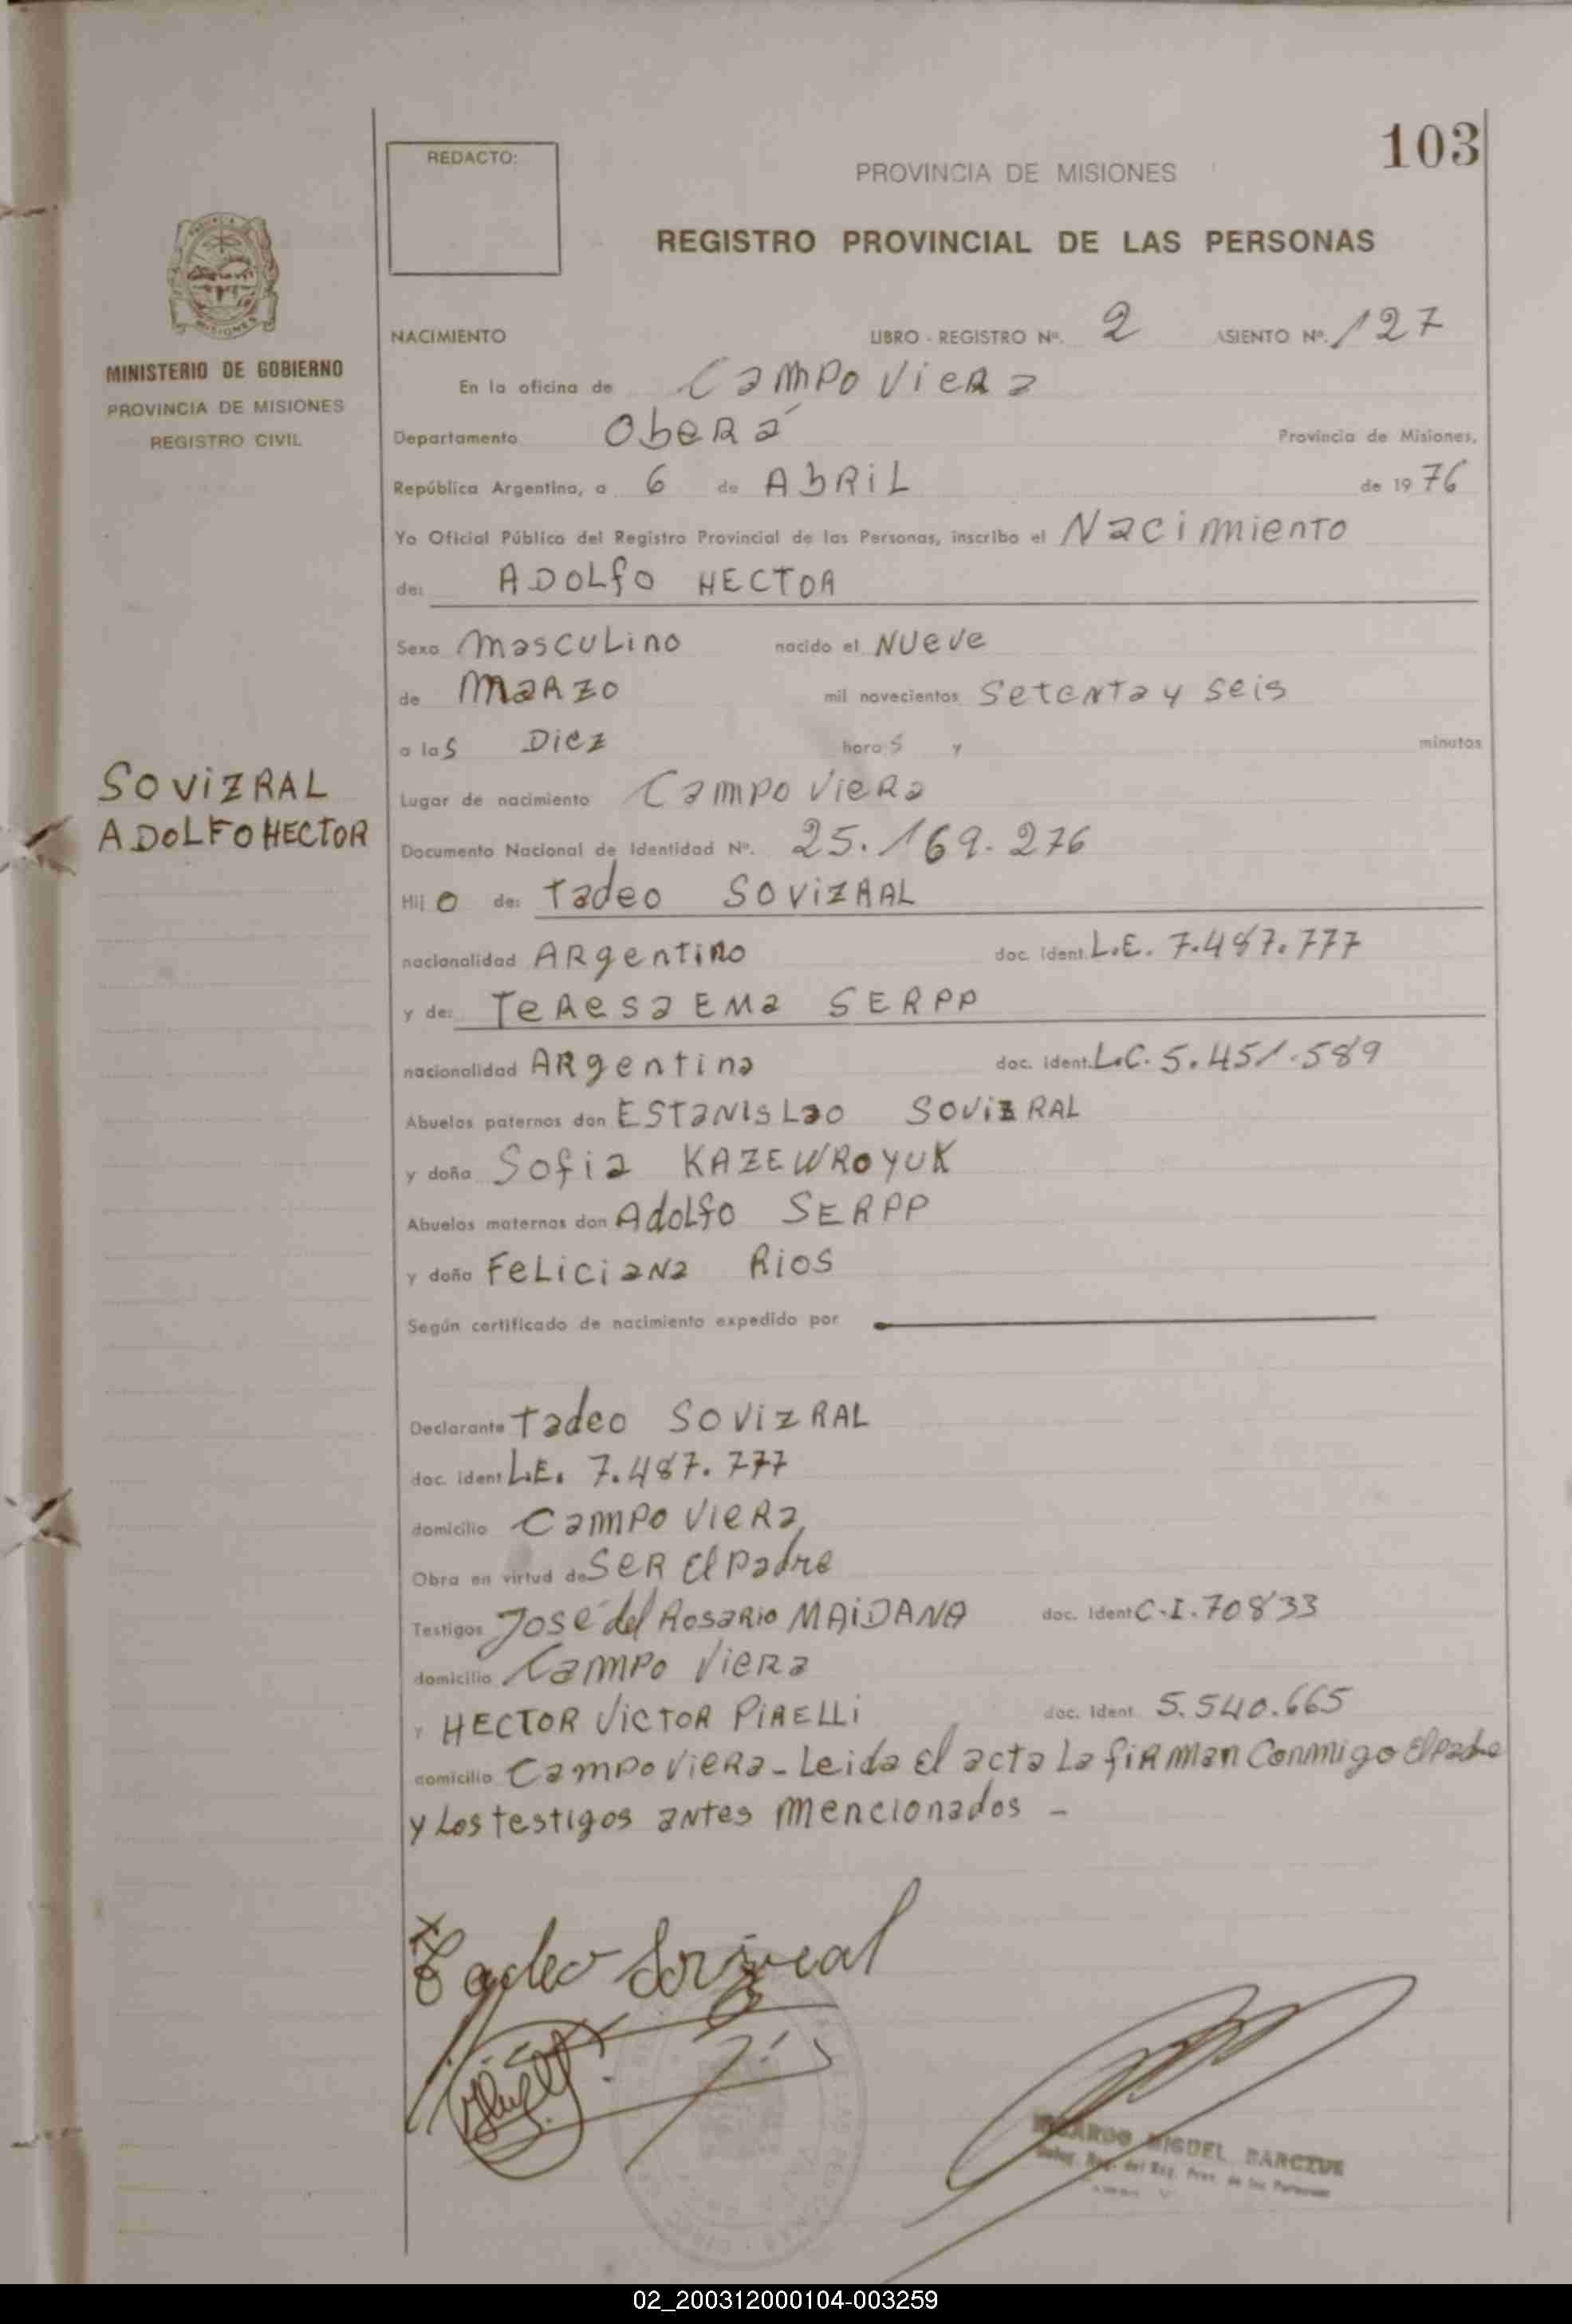 103
REDACTO:
PROVINCIA DE MISIONES
REGISTRO PROVINCIAL DE LAS PERSONAS
MINISTERIO DE GOBIERNO
PROVINCIA DE MISIONES
REGISTRO CIVIL
NACIMIENTO LIBRO - REGISTRO Nº. 2 ASIENTO Nº. 127
En la oficina de Campo Viera
Departamento Oberá Provincia de Misiones,
República Argentina, a 6 de ABRIL de 1976
Yo Oficial Público del Registro Provincial de las Personas, inscribo el Nacimiento
de: ADOLFO HECTOR
Sexo Masculino nacido el Nueve
de Marzo mil novecientos Setenta y Seis
a las Diez horas y minutos
SOVIZRAL
ADOLFO HECTOR
Lugar de nacimiento Campo Viera
Documento Nacional de Identidad Nº. 25.169.276
Hijo de: Tadeo SOVIZRAL
nacionalidad Argentino doc. ident. L.E. 7.487.777
y de: Teresa Ema SERPP
nacionalidad Argentina doc. ident. L.C. 5.451.589
Abuelos paternos don Estanislao SOVIZRAL
y doña Sofia KAZEWROYUK
Abuelos maternos don Adolfo SERPP
y doña Feliciana Rios
Según certificado de nacimiento expedido por
Declarante Tadeo SOVIZRAL
doc. ident L.E. 7.487.777
domicilio Campo Viera,
Obra en virtud de Ser El Padre
Testigos José del Rosario MAIDANA doc. Ident C.I. 70833
domicilio Campo Viera
y HECTOR VICTOR PIRELLI doc. Ident. 5.540.665
domicilio Campo Viera - Leida El acta La firman Conmigo El Padre
y Los testigos antes mencionados -
Tadeo Sovizral
MIGUEL
del Reg. Prov. de las Personas
02_200312000104-003259